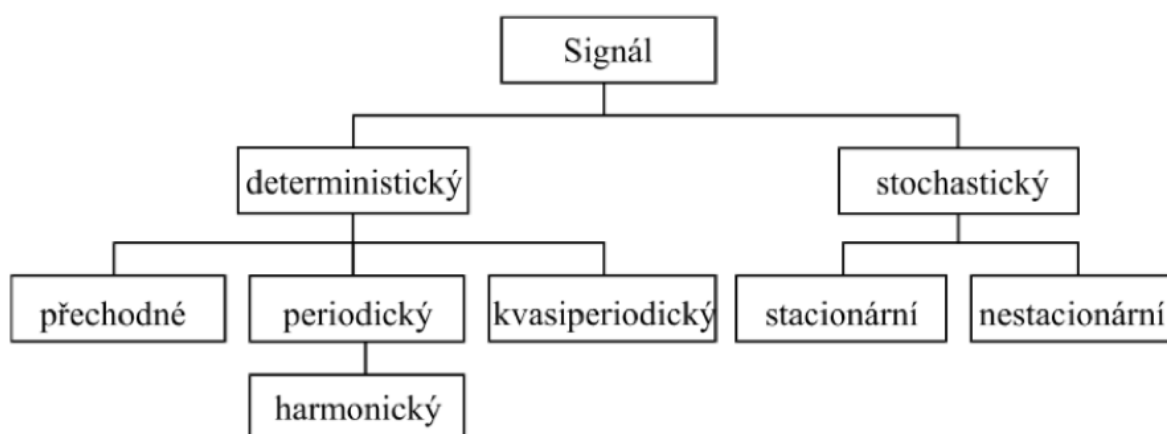 Signál
deterministický
stochastický
přechodné
periodický
kvasiperiodický
stacionární
nestacionární
harmonický